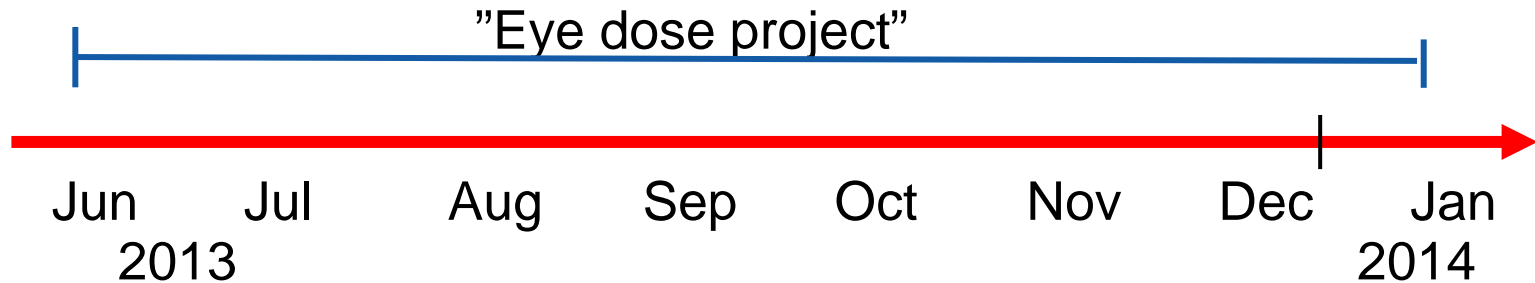 ”Eye dose project”
Jun Jul Aug Sep Oct Nov Dec Jan
2013 2014